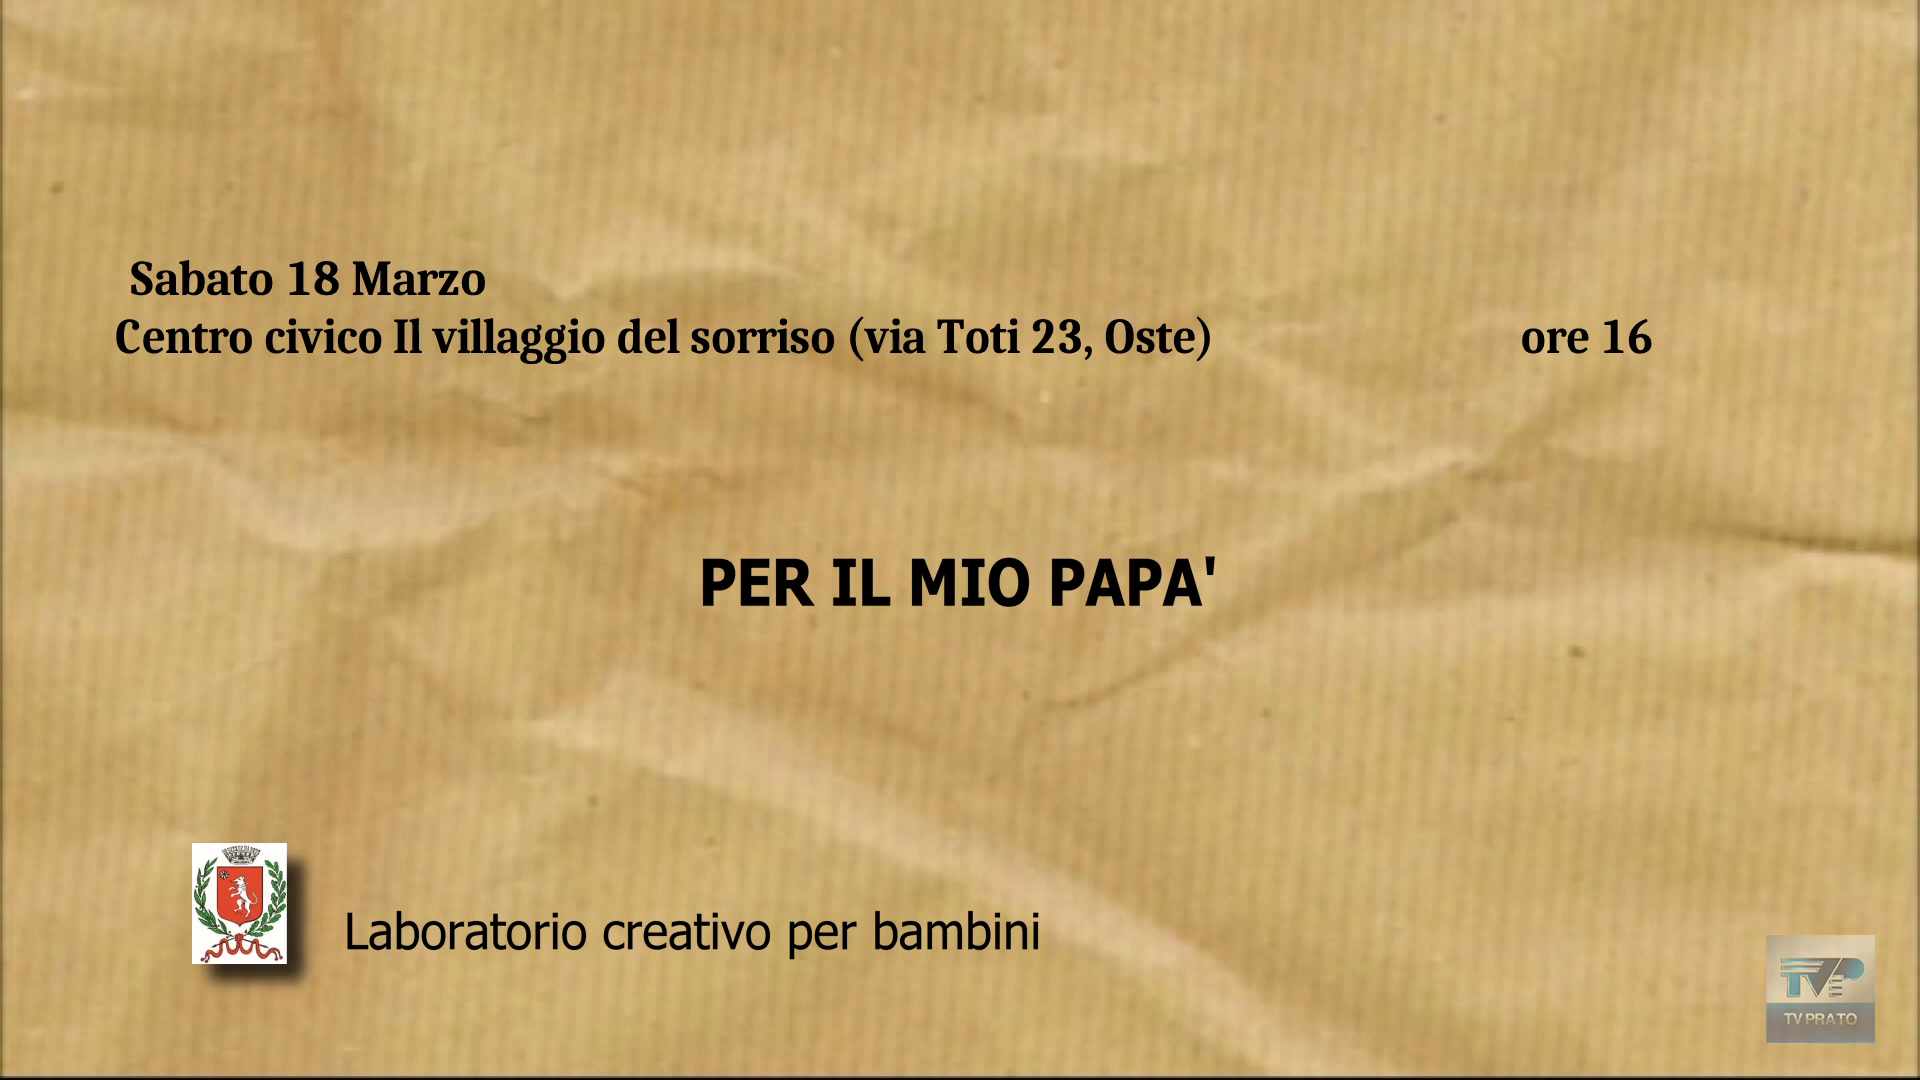 Sabato 18 Marzo
Centro civico Il villaggio del sorriso (via Toti 23, Oste) ore 16
PER IL MIO PAPA'
Laboratorio creativo per bambini
TVP
TV PRATO